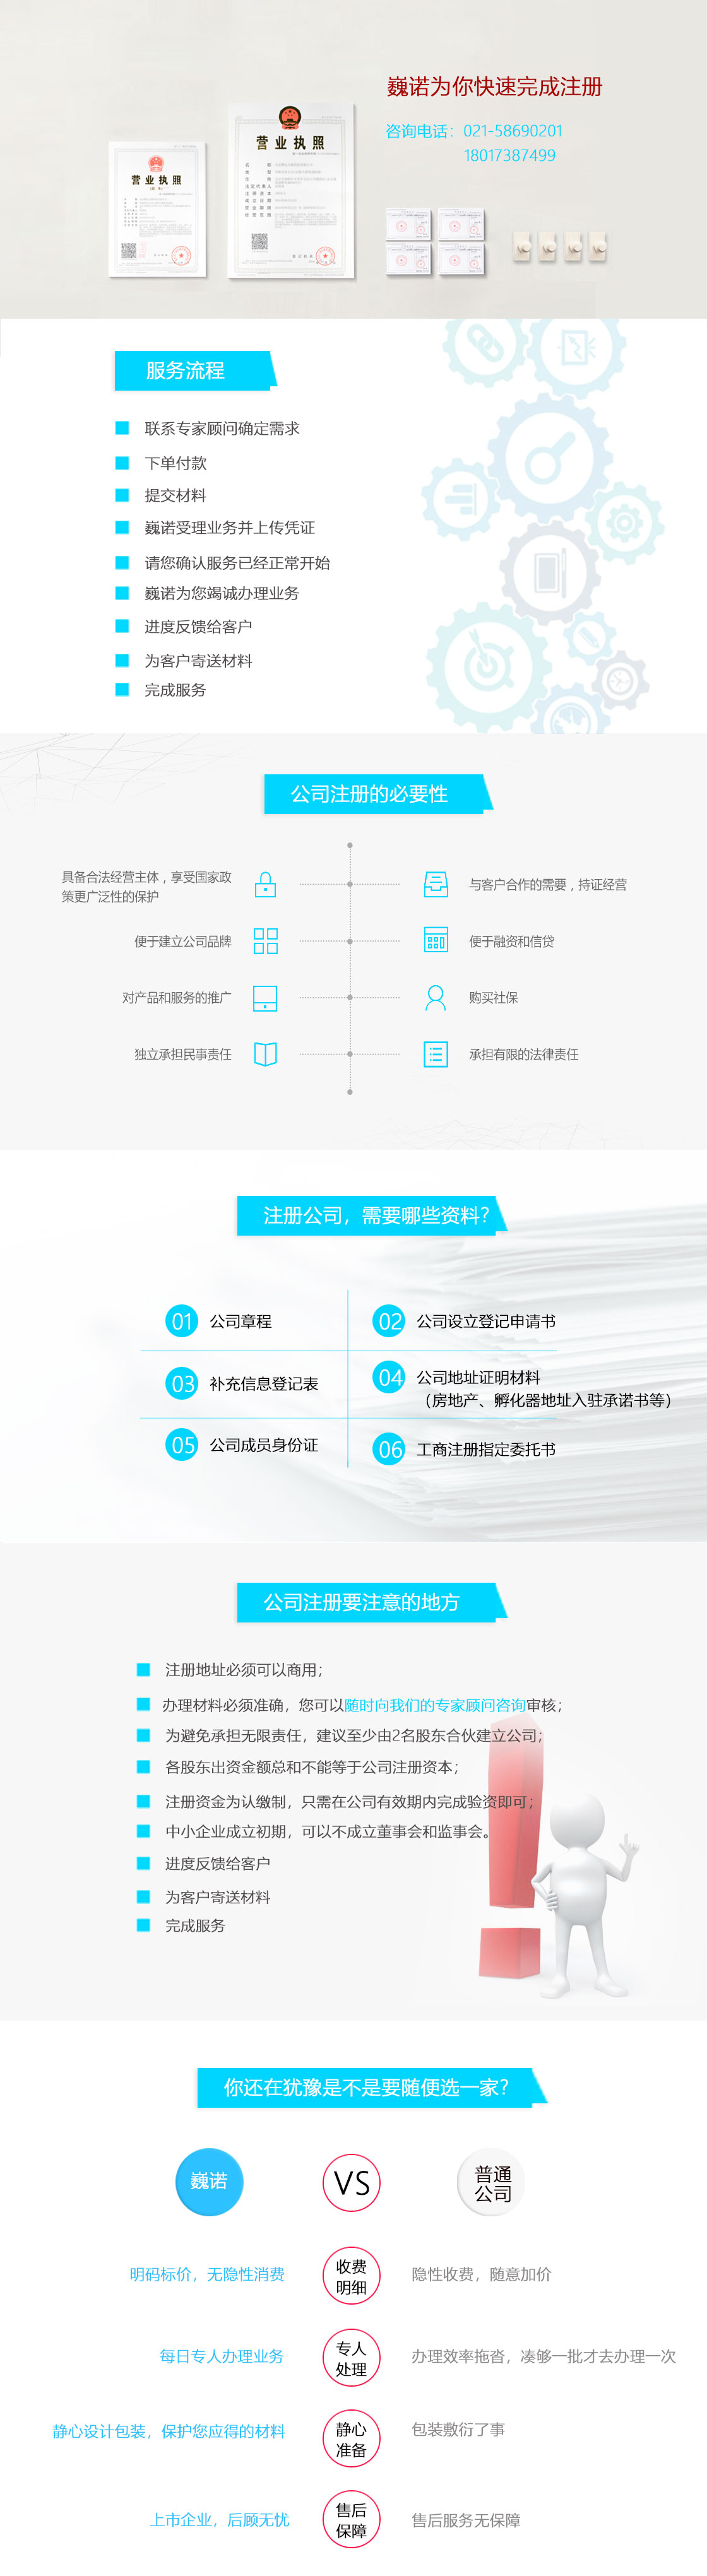 巍诺为你快速完成注册
咨询电话：021-58690201
18017387499
营业执照
营业执照
服务流程
联系专家顾问确定需求
下单付款
提交材料
巍诺受理业务并上传凭证
请您确认服务已经正常开始
巍诺为您竭诚办理业务
进度反馈给客户
为客户寄送材料
完成服务
公司注册的必要性
具备合法经营主体，享受国家政
策更广泛性的保护
与客户合作的需要，持证经营
便于建立公司品牌
便于融资和信贷
对产品和服务的推广
购买社保
独立承担民事责任
承担有限的法律责任
注册公司，需要哪些资料？
01 公司章程
02 公司设立登记申请书
03 补充信息登记表
04 公司地址证明材料
（房地产、孵化器地址入驻承诺书等）
05 公司成员身份证
06 工商注册指定委托书
公司注册要注意的地方
注册地址必须可以商用；
办理材料必须准确，您可以随时向我们的专家顾问咨询审核；
为避免承担无限责任，建议至少由2名股东合伙建立公司；
各股东出资金额总和不能等于公司注册资本；
注册资金为认缴制，只需在公司有效期内完成验资即可；
中小企业成立初期，可以不成立董事会和监事会。
进度反馈给客户
为客户寄送材料
完成服务
你还在犹豫是不是要随便选一家？
巍诺
VS
普通
公司
明码标价，无隐性消费
收费
明细
隐性收费，随意加价
每日专人办理业务
专人
处理
办理效率拖沓，凑够一批才去办理一次
静心设计包装，保护您应得的材料
静心
准备
包装敷衍了事
上市企业，后顾无忧
售后
保障
售后服务无保障